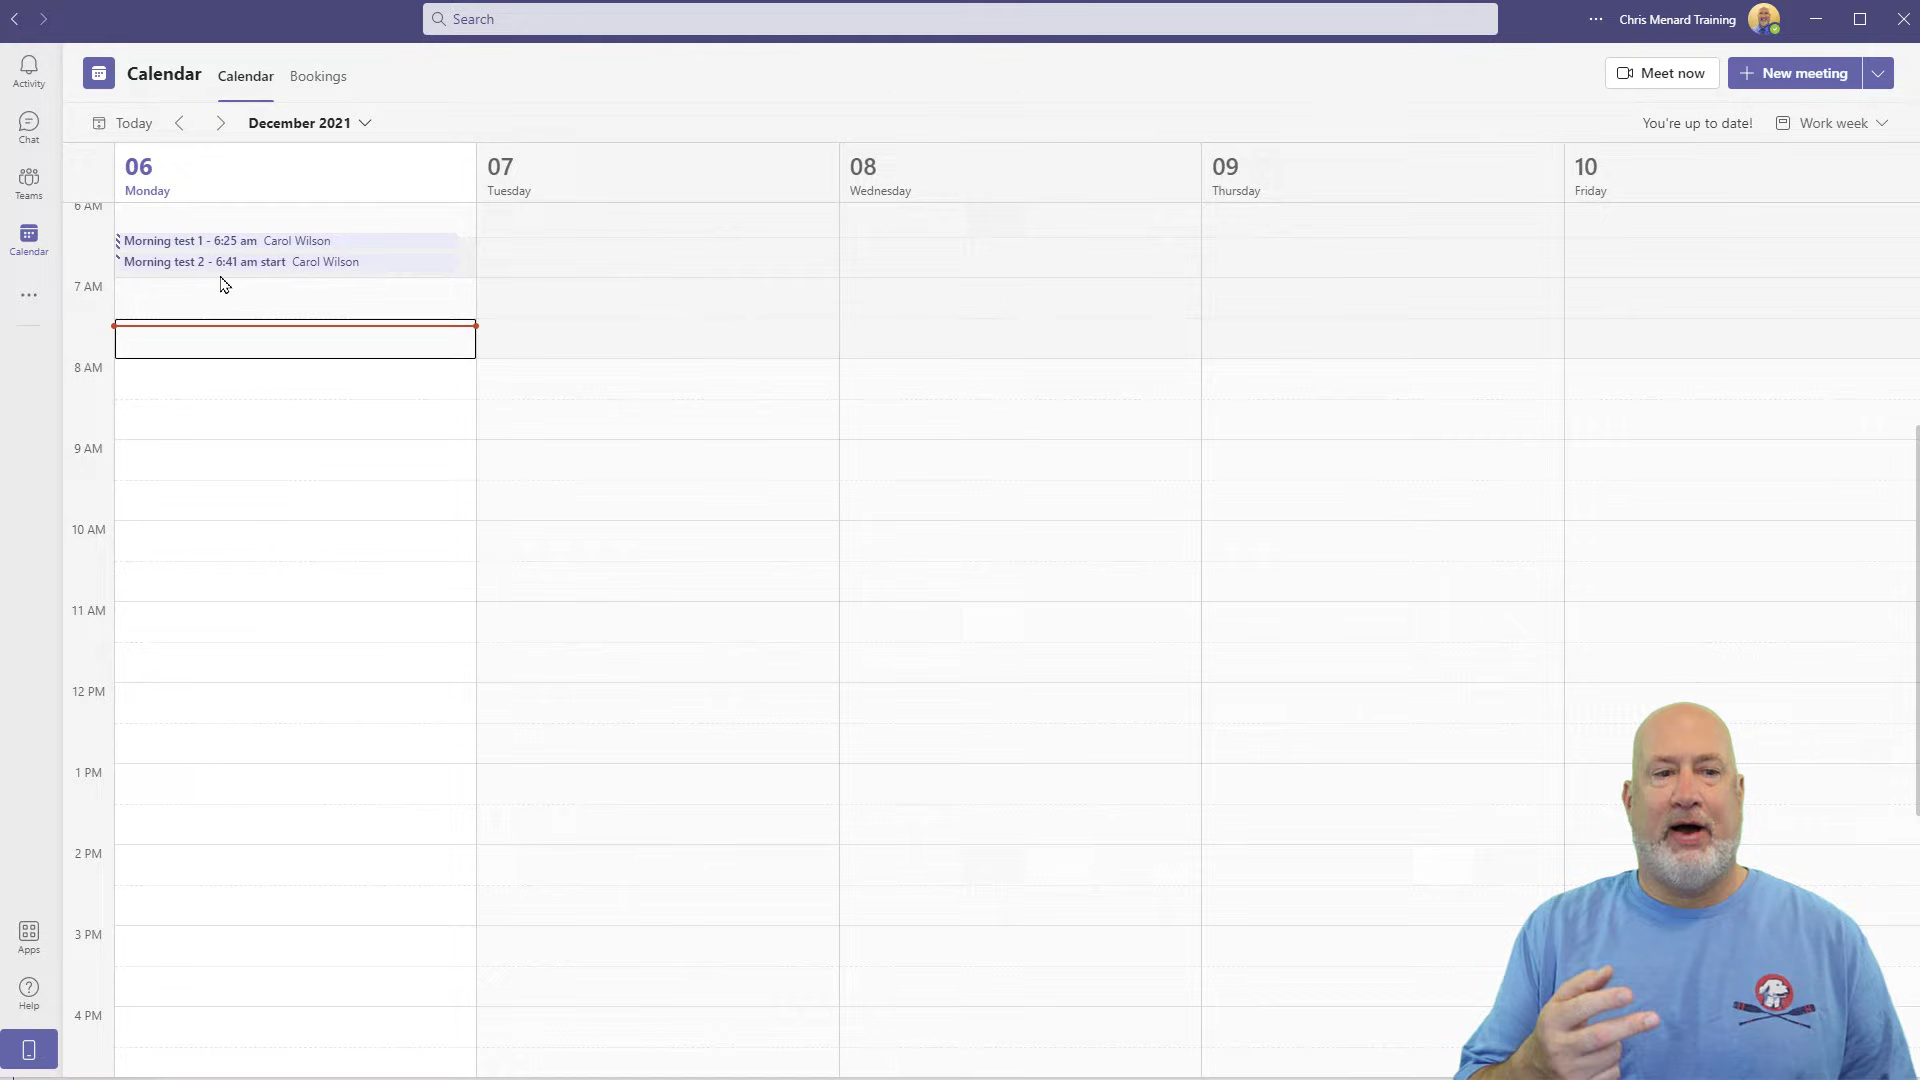 Search
Chris Menard Training
Activity
Chat
Teams
Calendar
Apps
Help
Calendar
Calendar
Bookings
Meet now
New meeting
Today
December 2021
You're up to date!
Work week
06
Monday
07
Tuesday
08
Wednesday
09
Thursday
10
Friday
6 AM
Morning test 1 - 6:25 am Carol Wilson
Morning test 2 - 6:41 am start Carol Wilson
7 AM
8 AM
9 AM
10 AM
11 AM
12 PM
1 PM
2 PM
3 PM
4 PM